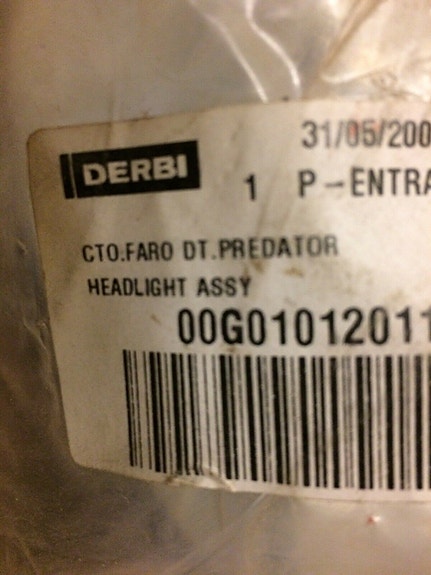 31/05/200
DERBI
1 P-ENTRA
CTO.FARO DT.PREDATOR
HEADLIGHT ASSY
00G01012011